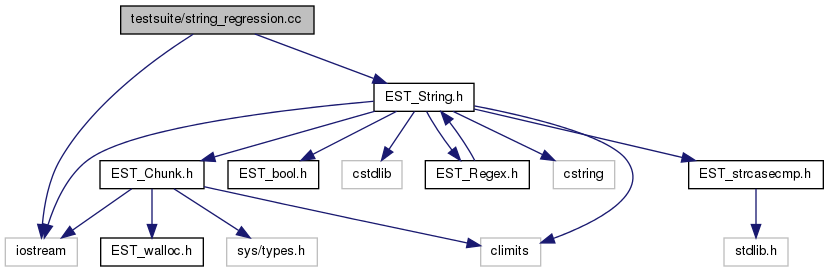 testsuite/string_regression.cc
EST_String.h
EST_Chunk.h
EST_bool.h
cstdlib
EST_Regex.h
cstring
EST_strcasecmp.h
iostream
EST_walloc.h
sys/types.h
climits
stdlib.h